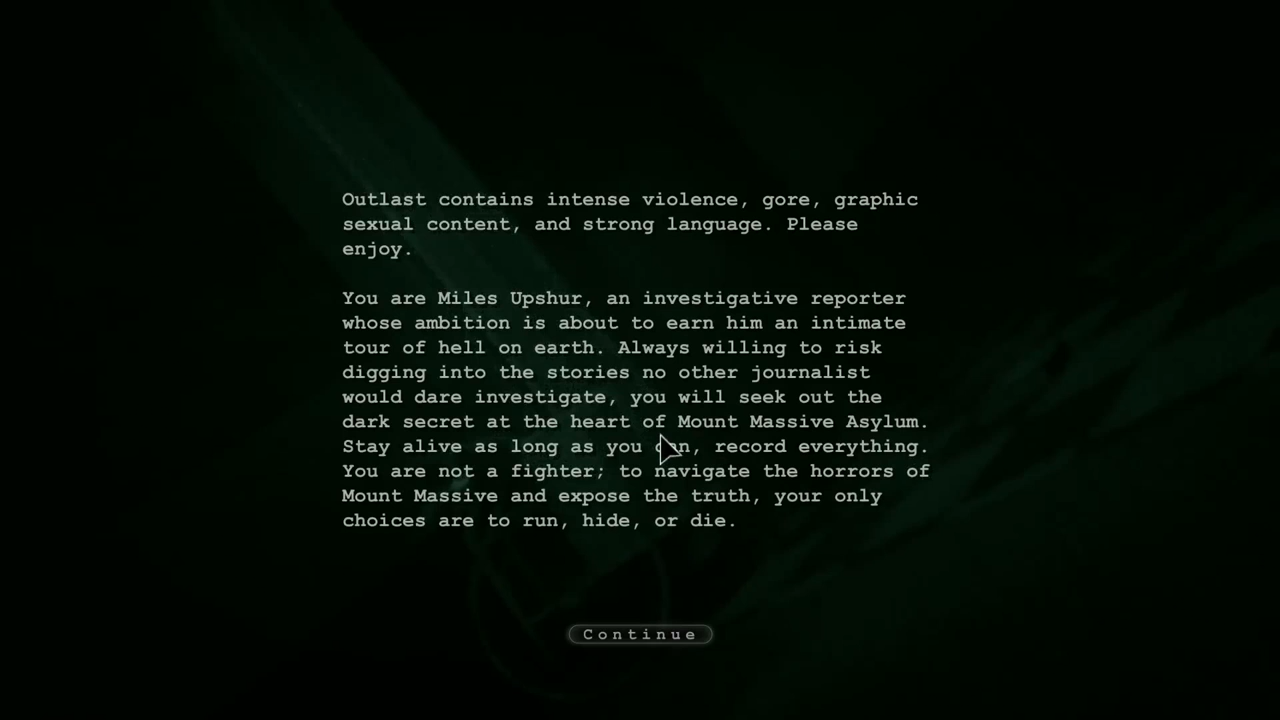 Outlast contains intense violence, gore, graphic
sexual content, and strong language. Please
enjoy.
You are Miles Upshur, an investigative reporter
whose ambition is about to earn him an intimate
tour of hell on earth. Always willing to risk
digging into the stories no other journalist
would dare investigate, you will seek out the
dark secret at the heart of Mount Massive Asylum.
Stay alive as long as you can, record everything.
You are not a fighter; to navigate the horrors of
Mount Massive and expose the truth, your only
choices are to run, hide, or die.
Continue